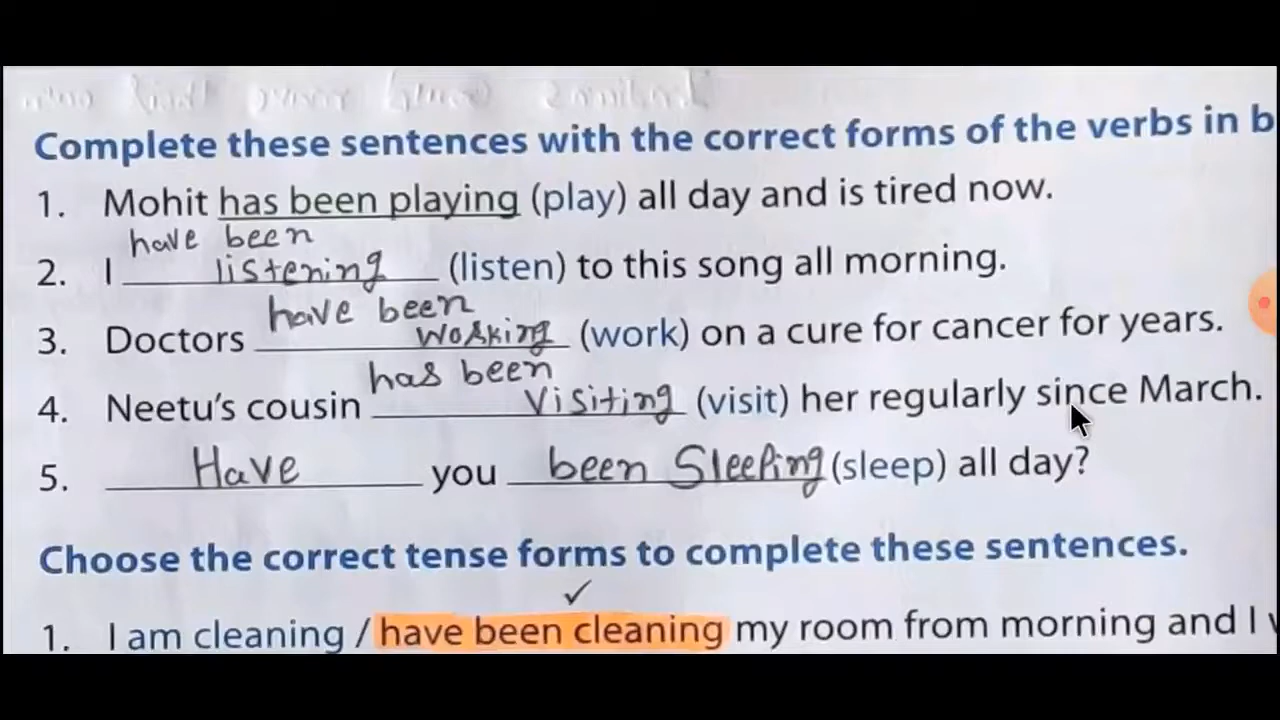 Complete these sentences with the correct forms of the verbs in b
1. Mohit has been playing (play) all day and is tired now.
have been
2. I listening (listen) to this song all morning.
have been
3. Doctors working (work) on a cure for cancer for years.
has been
4. Neetu's cousin visiting (visit) her regularly since March.
5. Have you been Sleeping (sleep) all day?
Choose the correct tense forms to complete these sentences.
1. I am cleaning / have been cleaning my room from morning and I